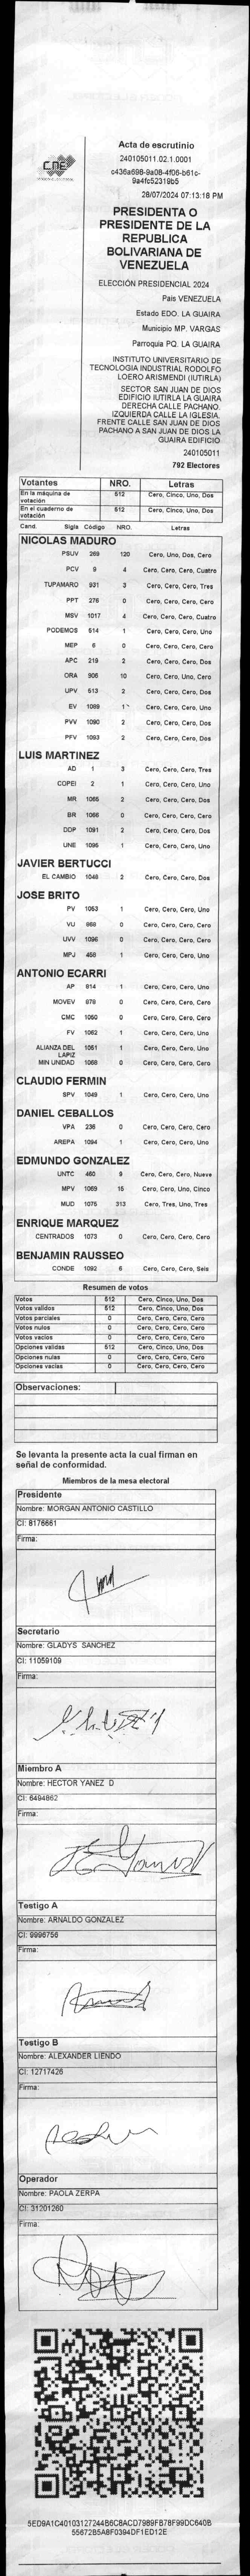 CNE
Acta de escrutinio
240105011.02.1.0001
c436a698-9a08-4f06-b61c-
9a4fc52319b5
28/07/2024 07:13:18 PM
PRESIDENTA O
PRESIDENTE DE LA
REPUBLICA
BOLIVARIANA DE
VENEZUELA
ELECCIÓN PRESIDENCIAL 2024
Pais VENEZUELA
Estado EDO. LA GUAIRA
Municipio MP. VARGAS
Parroquia PQ. LA GUAIRA
INSTITUTO UNIVERSITARIO DE
TECNOLOGIA INDUSTRIAL RODOLFO
LOERO ARISMENDI (IUTIRLA)
SECTOR SAN JUAN DE DIOS
EDIFICIO IUTIRLA LA GUAIRA
DERECHA CALLE PACHANO.
IZQUIERDA CALLE LA IGLESIA.
FRENTE CALLE SAN JUAN DE DIOS
PACHANO A SAN JUAN DE DIOS LA
GUAIRA EDIFICIO
240105011
792 Electores
Votantes NRO. Letras
En la máquina de votación 512 Cero, Cinco, Uno, Dos
En el cuaderno de votación 512 Cero, Cinco, Uno, Dos
Cand. Sigla Código NRO. Letras
NICOLAS MADURO
PSUV 269 120 Cero, Uno, Dos, Cero
PCV 9 4 Cero, Cero, Cero, Cuatro
TUPAMARO 931 3 Cero, Cero, Cero, Tres
PPT 276 0 Cero, Cero, Cero, Cero
MSV 1017 4 Cero, Cero, Cero, Cuatro
PODEMOS 514 1 Cero, Cero, Cero, Uno
MEP 6 0 Cero, Cero, Cero, Cero
APC 219 2 Cero, Cero, Cero, Dos
ORA 906 10 Cero, Cero, Uno, Cero
UPV 513 2 Cero, Cero, Cero, Dos
EV 1089 1 Cero, Cero, Cero, Uno
PVV 1090 2 Cero, Cero, Cero, Dos
PFV 1093 2 Cero, Cero, Cero, Dos
LUIS MARTINEZ
AD 1 3 Cero, Cero, Cero, Tres
COPEI 2 1 Cero, Cero, Cero, Uno
MR 1065 2 Cero, Cero, Cero, Dos
BR 1066 0 Cero, Cero, Cero, Cero
DDP 1091 2 Cero, Cero, Cero, Dos
UNE 1095 1 Cero, Cero, Cero, Uno
JAVIER BERTUCCI
EL CAMBIO 1046 2 Cero, Cero, Cero, Dos
JOSE BRITO
PV 1053 1 Cero, Cero, Cero, Uno
VU 968 0 Cero, Cero, Cero, Cero
UVV 1096 0 Cero, Cero, Cero, Cero
MPJ 458 1 Cero, Cero, Cero, Uno
ANTONIO ECARRI
AP 814 1 Cero, Cero, Cero, Uno
MOVEV 978 0 Cero, Cero, Cero, Cero
CMC 1050 0 Cero, Cero, Cero, Cero
FV 1062 1 Cero, Cero, Cero, Uno
ALIANZA DEL LAPIZ 1051 1 Cero, Cero, Cero, Uno
MIN UNIDAD 1068 0 Cero, Cero, Cero, Cero
CLAUDIO FERMIN
SPV 1049 1 Cero, Cero, Cero, Uno
DANIEL CEBALLOS
VPA 236 0 Cero, Cero, Cero, Cero
AREPA 1094 1 Cero, Cero, Cero, Uno
EDMUNDO GONZALEZ
UNTC 460 9 Cero, Cero, Cero, Nueve
MPV 1069 15 Cero, Cero, Uno, Cinco
MUD 1075 313 Cero, Tres, Uno, Tres
ENRIQUE MARQUEZ
CENTRADOS 1073 0 Cero, Cero, Cero, Cero
BENJAMIN RAUSSEO
CONDE 1092 6 Cero, Cero, Cero, Seis
Resumen de votos
Votos 512 Cero, Cinco, Uno, Dos
Votos validos 512 Cero, Cinco, Uno, Dos
Votos parciales 0 Cero, Cero, Cero, Cero
Votos nulos 0 Cero, Cero, Cero, Cero
Votos vacios 0 Cero, Cero, Cero, Cero
Opciones validas 512 Cero, Cinco, Uno, Dos
Opciones nulas 0 Cero, Cero, Cero, Cero
Opciones vacias 0 Cero, Cero, Cero, Cero
Observaciones:
Se levanta la presente acta la cual firman en
señal de conformidad.
Miembros de la mesa electoral
Presidente
Nombre: MORGAN ANTONIO CASTILLO
CI: 8176661
Firma:
Secretario
Nombre: GLADYS SANCHEZ
CI: 11059109
Firma:
Miembro A
Nombre: HECTOR YANEZ D
CI: 6494862
Firma:
Testigo A
Nombre: ARNALDO GONZALEZ
CI: 9996756
Firma:
Testigo B
Nombre: ALEXANDER LIENDO
CI: 12717426
Firma:
Operador
Nombre: PAOLA ZERPA
CI: 31201260
Firma:
5ED9A1C40103127244B6C8ACD7989FB78F99DC640B
55672B5A8F0394DF1ED12E